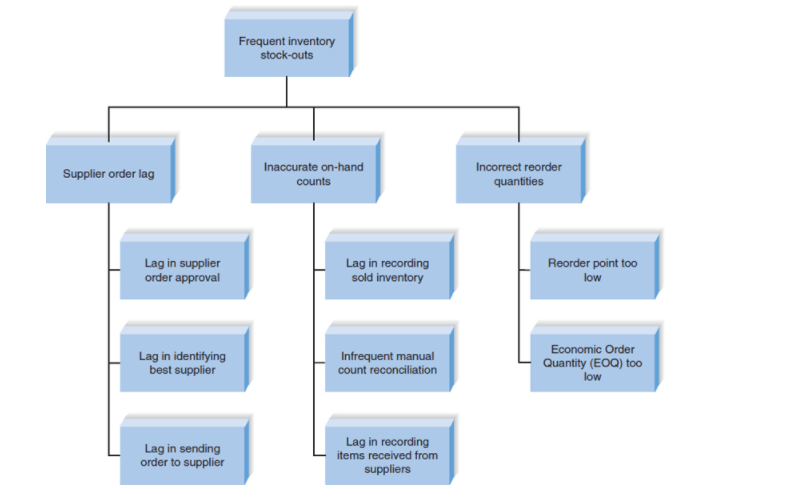 Frequent inventory
stock-outs
Supplier order lag
Inaccurate on-hand
counts
Incorrect reorder
quantities
Lag in supplier
order approval
Lag in recording
sold inventory
Reorder point too
low
Lag in identifying
best supplier
Infrequent manual
count reconciliation
Economic Order
Quantity (EOQ) too
low
Lag in sending
order to supplier
Lag in recording
items received from
suppliers